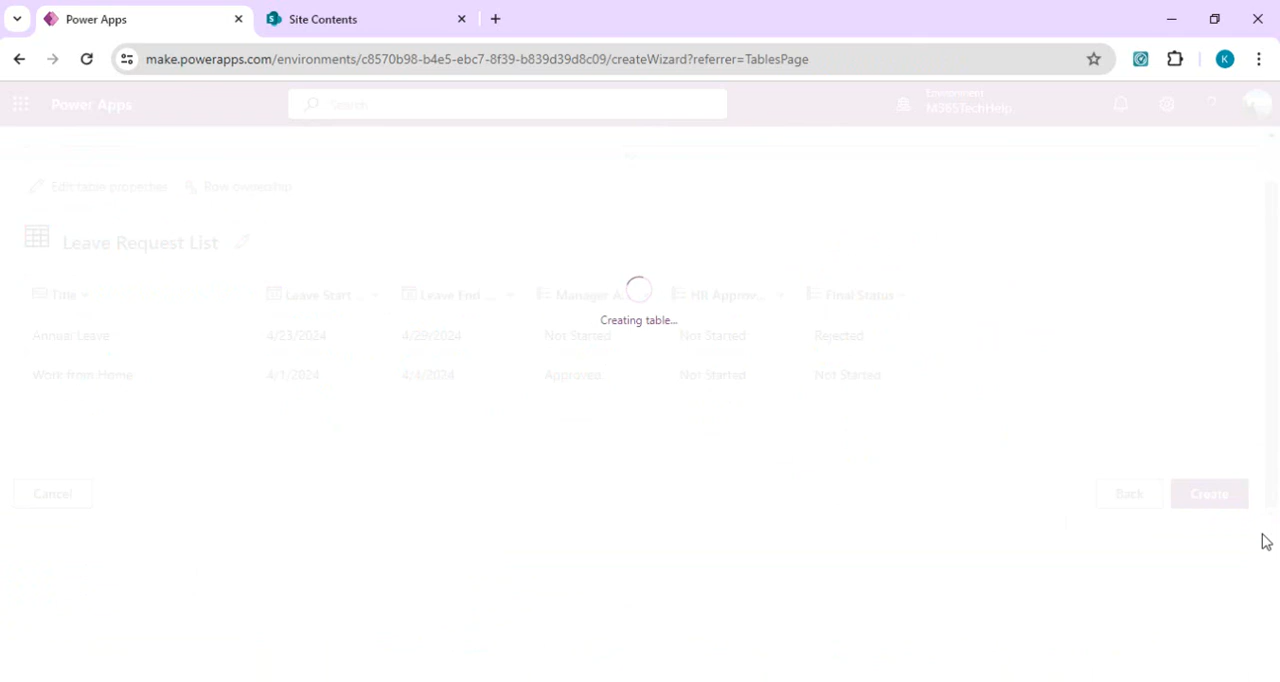 Power Apps
Site Contents
make.powerapps.com/environments/c8570b98-b4e5-ebc7-8f39-b839d39d8c09/createWizard?referrer=TablesPage
K
Power Apps
Search
Environment
M365TechHelp
Edit table properties
Row ownership
Leave Request List
Title Leave Start ... Leave End ... Manager A... HR Approve... Final Status
Annual Leave 4/23/2024 4/29/2024 Not Started Not Started Rejected
Work from Home 4/1/2024 4/4/2024 Approved Not Started Not Started
Creating table...
Cancel
Back
Create